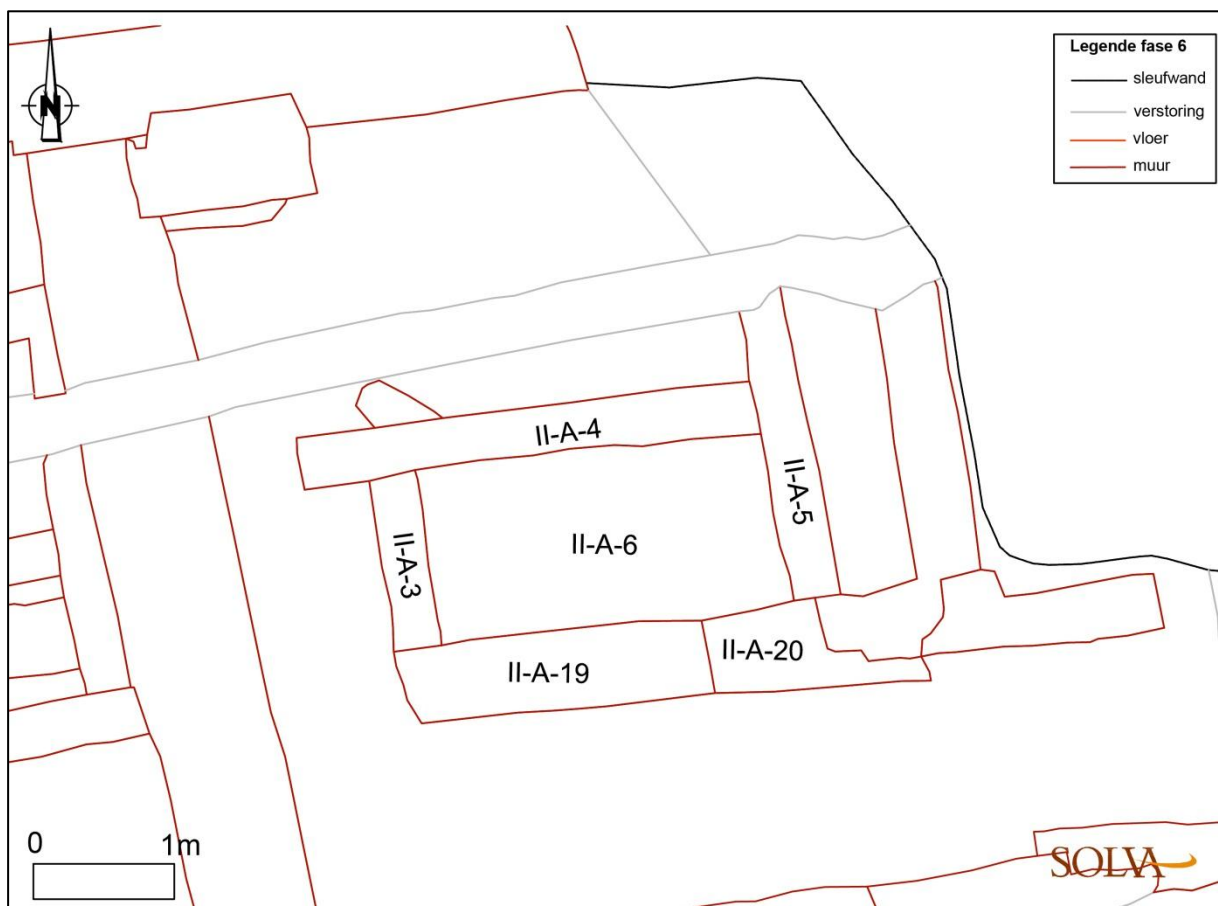 N
Legende fase 6
sleufwand
verstoring
vloer
muur
II-A-4
II-A-5
II-A-6
II-A-3
II-A-20
II-A-19
0 1m
SOLVA